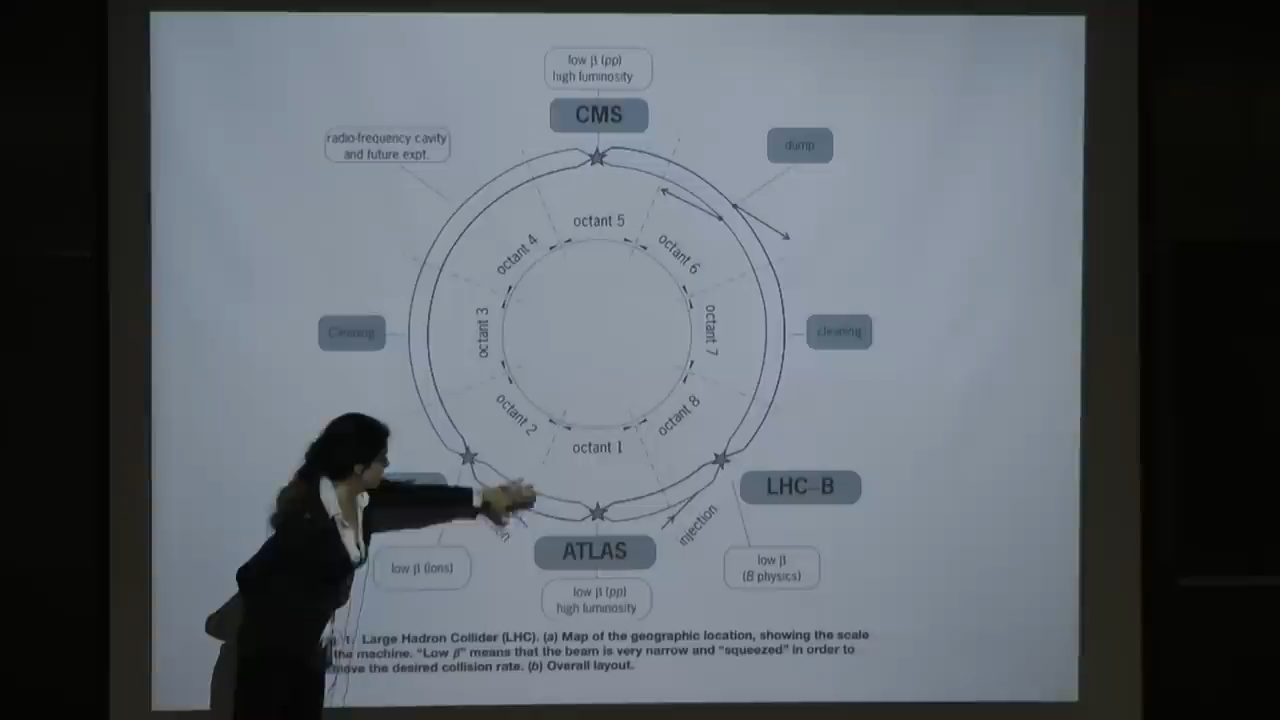 low β (pp)
high luminosity
CMS
radio-frequency cavity
and future expt.
dump
octant 5
octant 4
octant 6
Cleaning
octant 3
octant 7
cleaning
octant 2
octant 8
octant 1
LHC-B
injection
ATLAS
low β (ions)
low β
(B physics)
low β (pp)
high luminosity
1. Large Hadron Collider (LHC). (a) Map of the geographic location, showing the scale
the machine. "Low β" means that the beam is very narrow and "squeezed" in order to
the desired collision rate. (b) Overall layout.